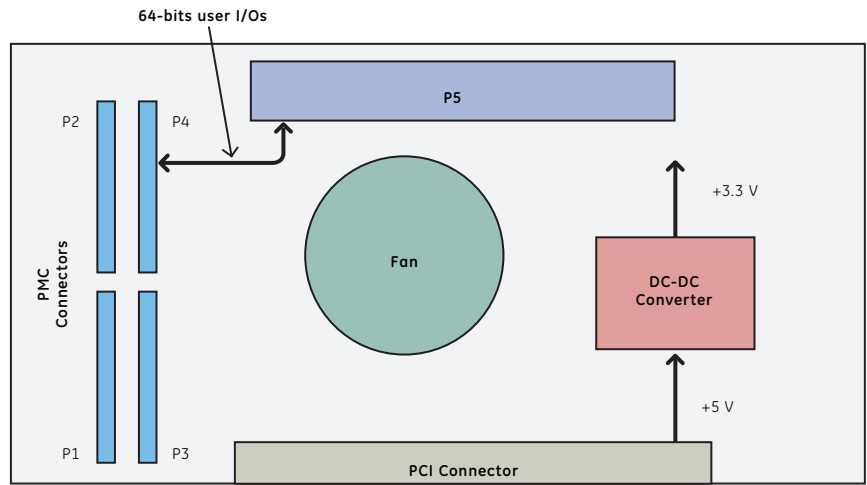 64-bits user I/Os
P5
P2
P4
+3.3 V
Fan
DC-DC
Converter
PMC
Connectors
+5 V
P1
P3
PCI Connector